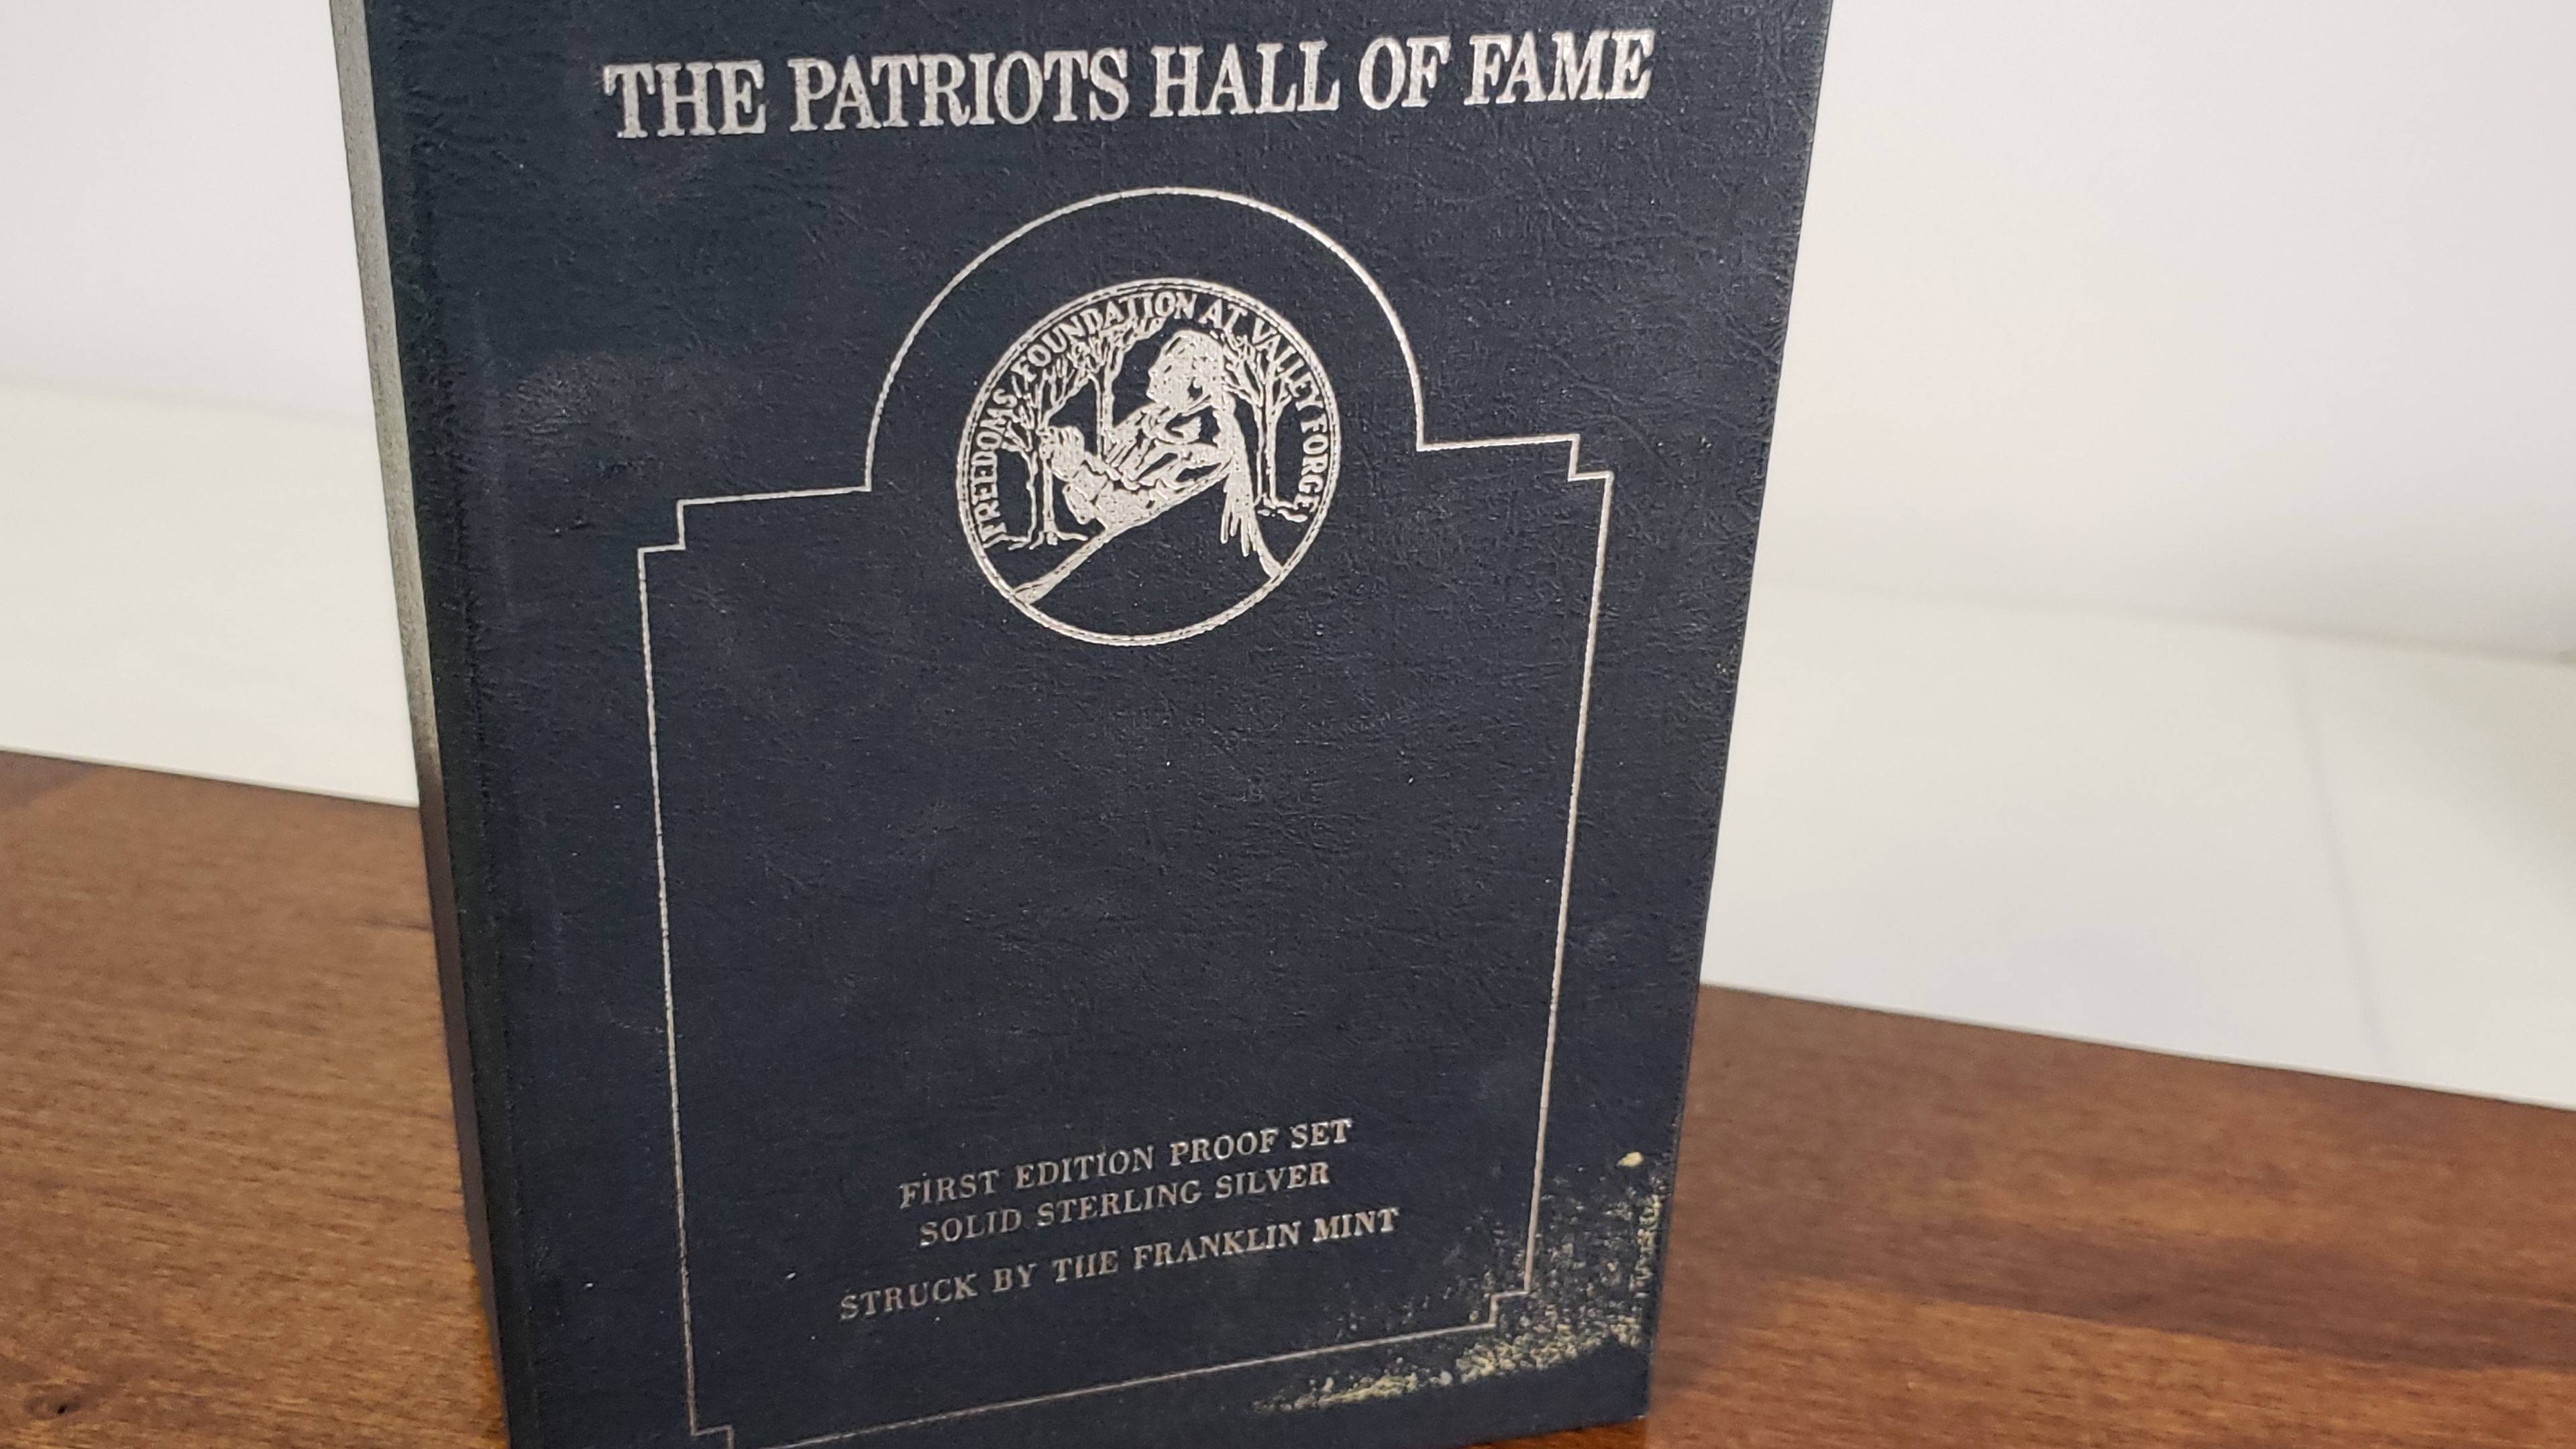 THE PATRIOTS HALL OF FAME
FREEDOMS FOUNDATION AT VALLEY FORGE
FIRST EDITION PROOF SET
SOLID STERLING SILVER
STRUCK BY THE FRANKLIN MINT